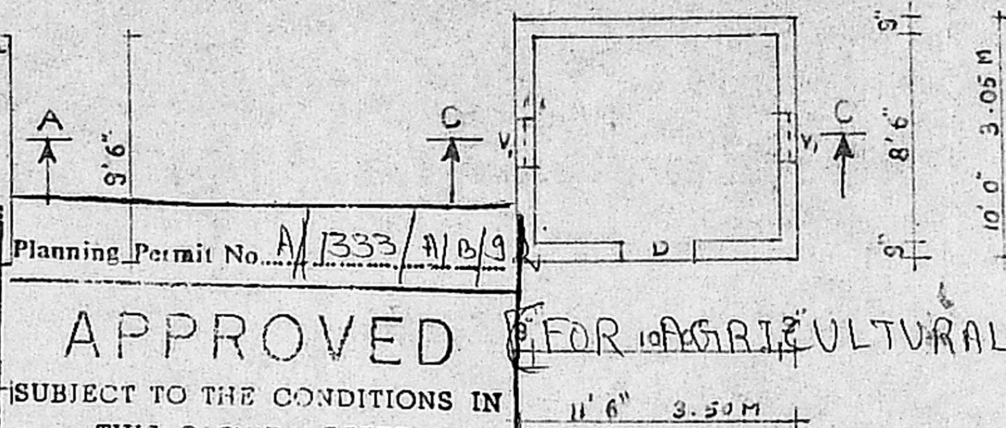 A
9'6"
C
V1
V1
C
9"
8'6"
9"
10'0" 3.05 M
D
Planning Permit No. A/1333/A/B/9
APPROVED
SUBJECT TO THE CONDITIONS IN
FOR AGRICULTURAL
11'6" 3.50 M